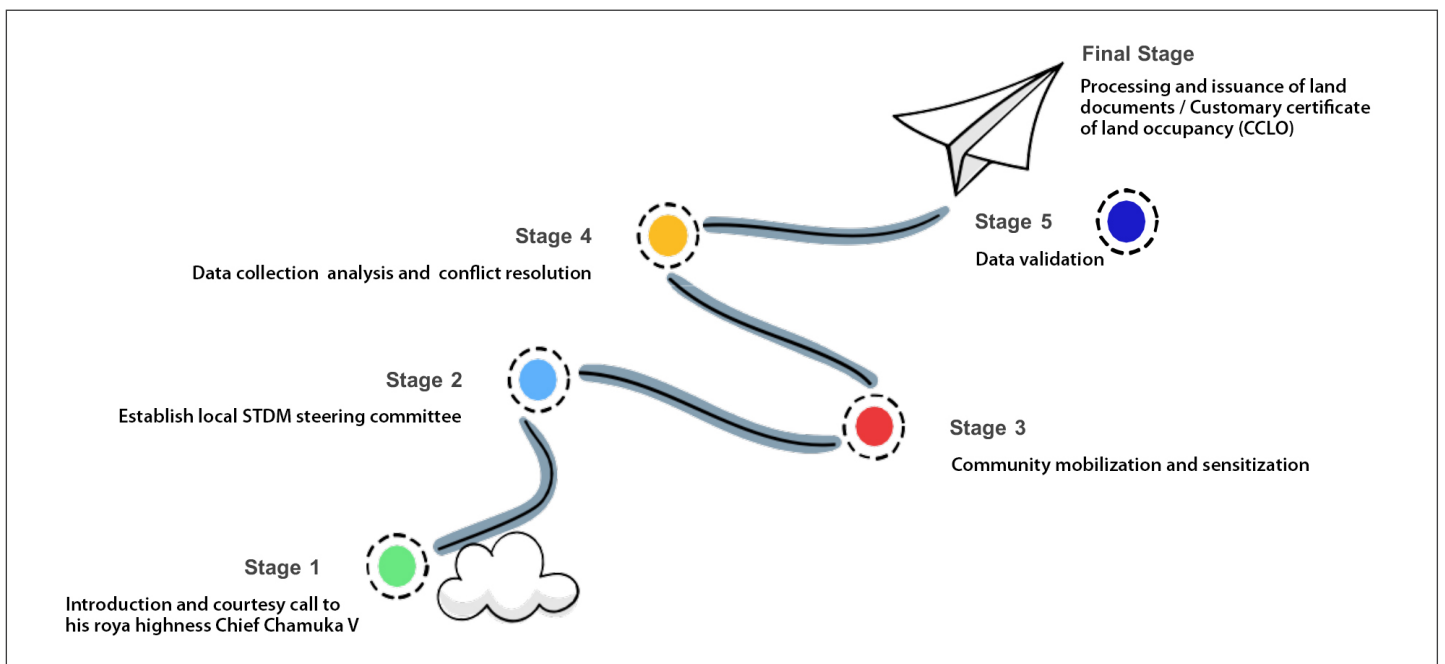 Final Stage
Processing and issuance of land
documents / Customary certificate
of land occupancy (CCLO)
Stage 5
Data validation
Stage 4
Data collection analysis and conflict resolution
Stage 2
Establish local STDM steering committee
Stage 3
Community mobilization and sensitization
Stage 1
Introduction and courtesy call to
his roya highness Chief Chamuka V